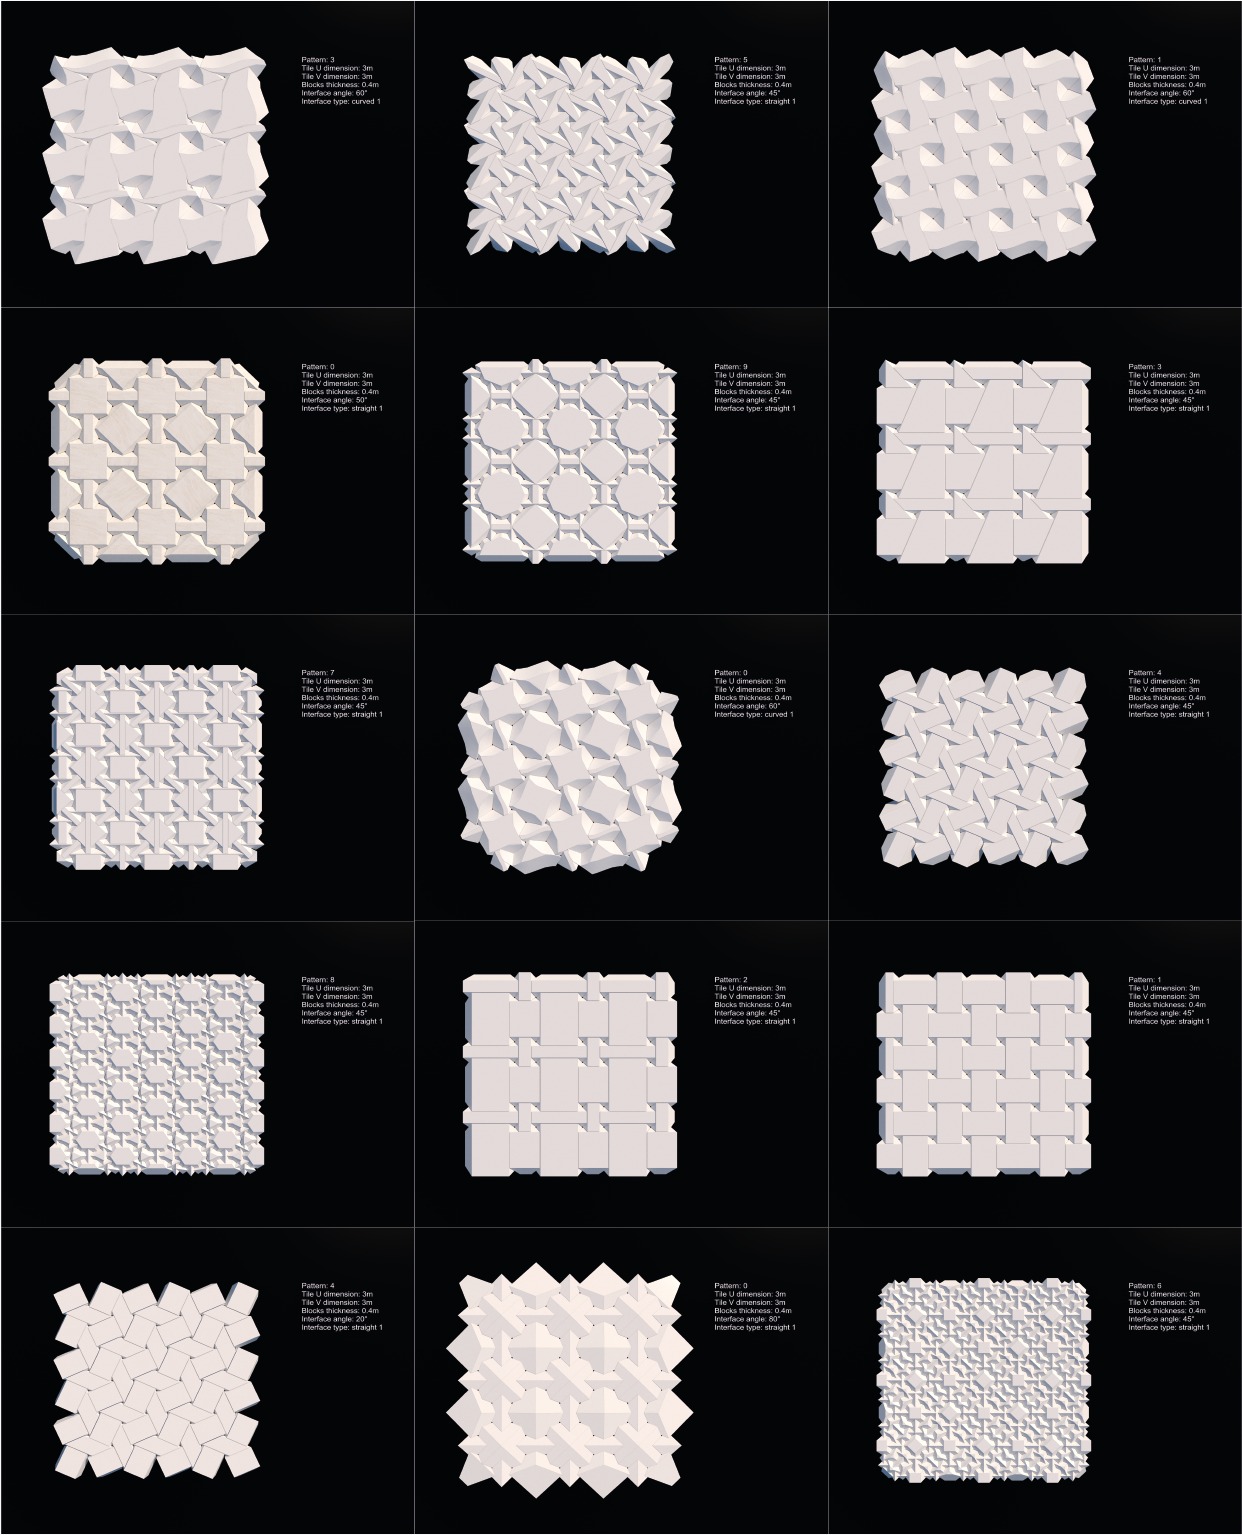 Pattern: 3
Tile U dimension: 3m
Tile V dimension: 3m
Blocks thickness: 0.4m
Interface angle: 60°
Interface type: curved 1
Pattern: 5
Tile U dimension: 3m
Tile V dimension: 3m
Blocks thickness: 0.4m
Interface angle: 45°
Interface type: straight 1
Pattern: 1
Tile U dimension: 3m
Tile V dimension: 3m
Blocks thickness: 0.4m
Interface angle: 60°
Interface type: curved 1
Pattern: 0
Tile U dimension: 3m
Tile V dimension: 3m
Blocks thickness: 0.4m
Interface angle: 50°
Interface type: straight 1
Pattern: 9
Tile U dimension: 3m
Tile V dimension: 3m
Blocks thickness: 0.4m
Interface angle: 45°
Interface type: straight 1
Pattern: 3
Tile U dimension: 3m
Tile V dimension: 3m
Blocks thickness: 0.4m
Interface angle: 45°
Interface type: straight 1
Pattern: 7
Tile U dimension: 3m
Tile V dimension: 3m
Blocks thickness: 0.4m
Interface angle: 45°
Interface type: straight 1
Pattern: 0
Tile U dimension: 3m
Tile V dimension: 3m
Blocks thickness: 0.4m
Interface angle: 60°
Interface type: curved 1
Pattern: 4
Tile U dimension: 3m
Tile V dimension: 3m
Blocks thickness: 0.4m
Interface angle: 45°
Interface type: straight 1
Pattern: 8
Tile U dimension: 3m
Tile V dimension: 3m
Blocks thickness: 0.4m
Interface angle: 45°
Interface type: straight 1
Pattern: 2
Tile U dimension: 3m
Tile V dimension: 3m
Blocks thickness: 0.4m
Interface angle: 45°
Interface type: straight 1
Pattern: 1
Tile U dimension: 3m
Tile V dimension: 3m
Blocks thickness: 0.4m
Interface angle: 45°
Interface type: straight 1
Pattern: 4
Tile U dimension: 3m
Tile V dimension: 3m
Blocks thickness: 0.4m
Interface angle: 20°
Interface type: straight 1
Pattern: 0
Tile U dimension: 3m
Tile V dimension: 3m
Blocks thickness: 0.4m
Interface angle: 80°
Interface type: straight 1
Pattern: 6
Tile U dimension: 3m
Tile V dimension: 3m
Blocks thickness: 0.4m
Interface angle: 45°
Interface type: straight 1